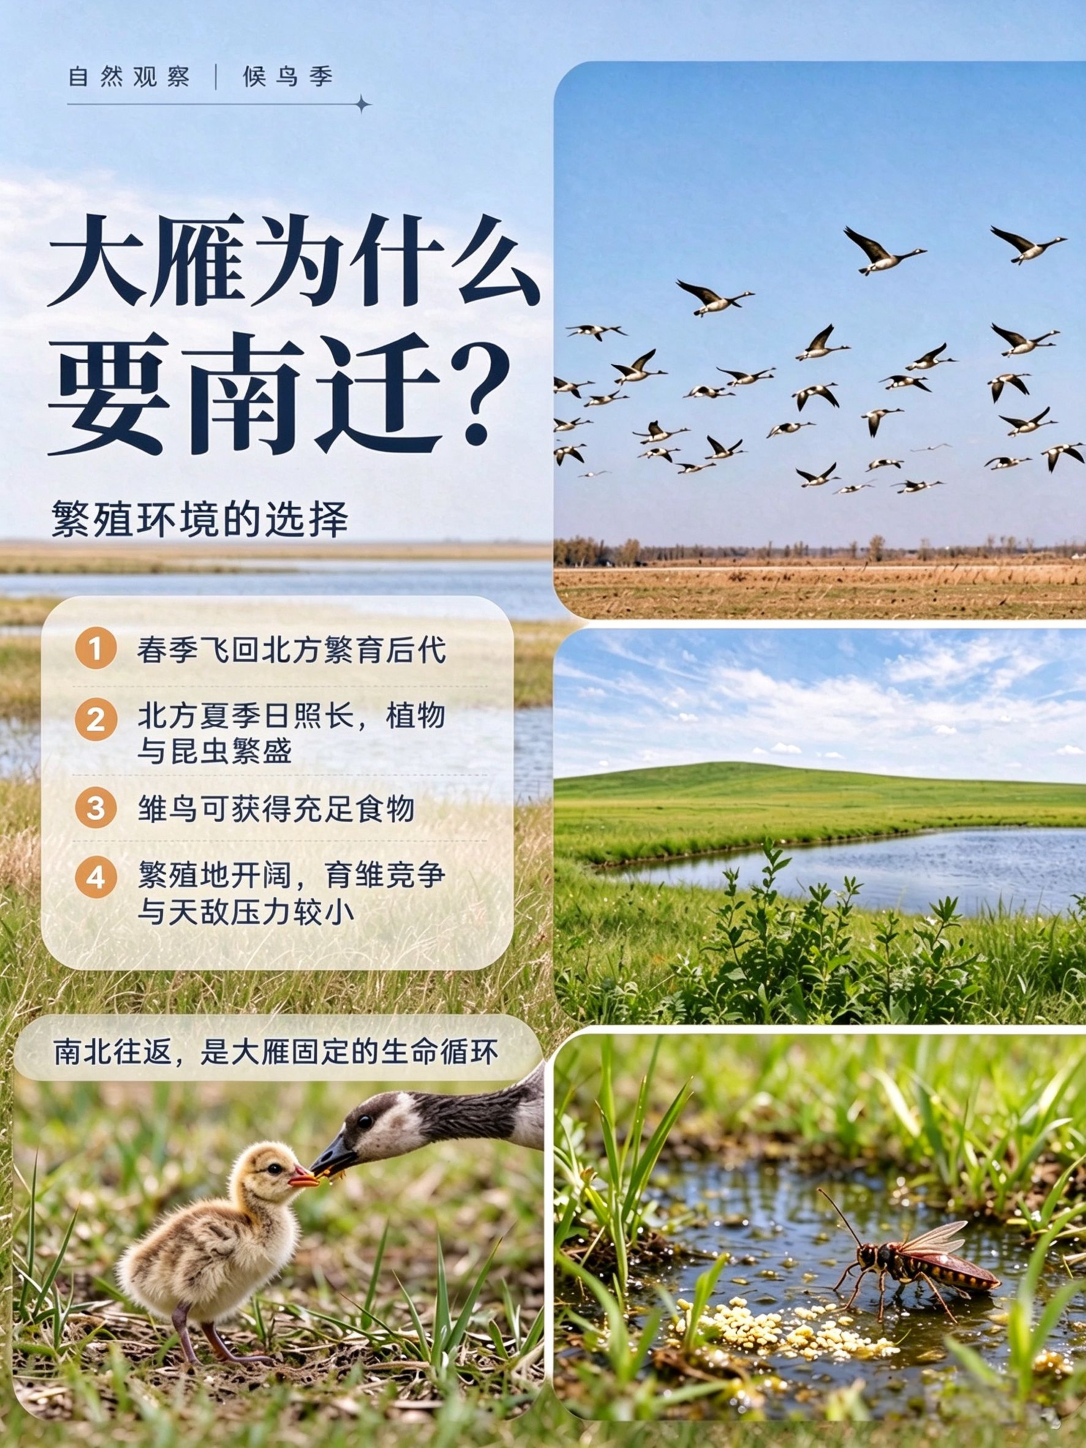 自然观察｜候鸟季
大雁为什么
要南迁？
繁殖环境的选择
1 春季飞回北方繁育后代
2 北方夏季日照长，植物
与昆虫繁盛
3 雏鸟可获得充足食物
4 繁殖地开阔，育雏竞争
与天敌压力较小
南北往返，是大雁固定的生命循环